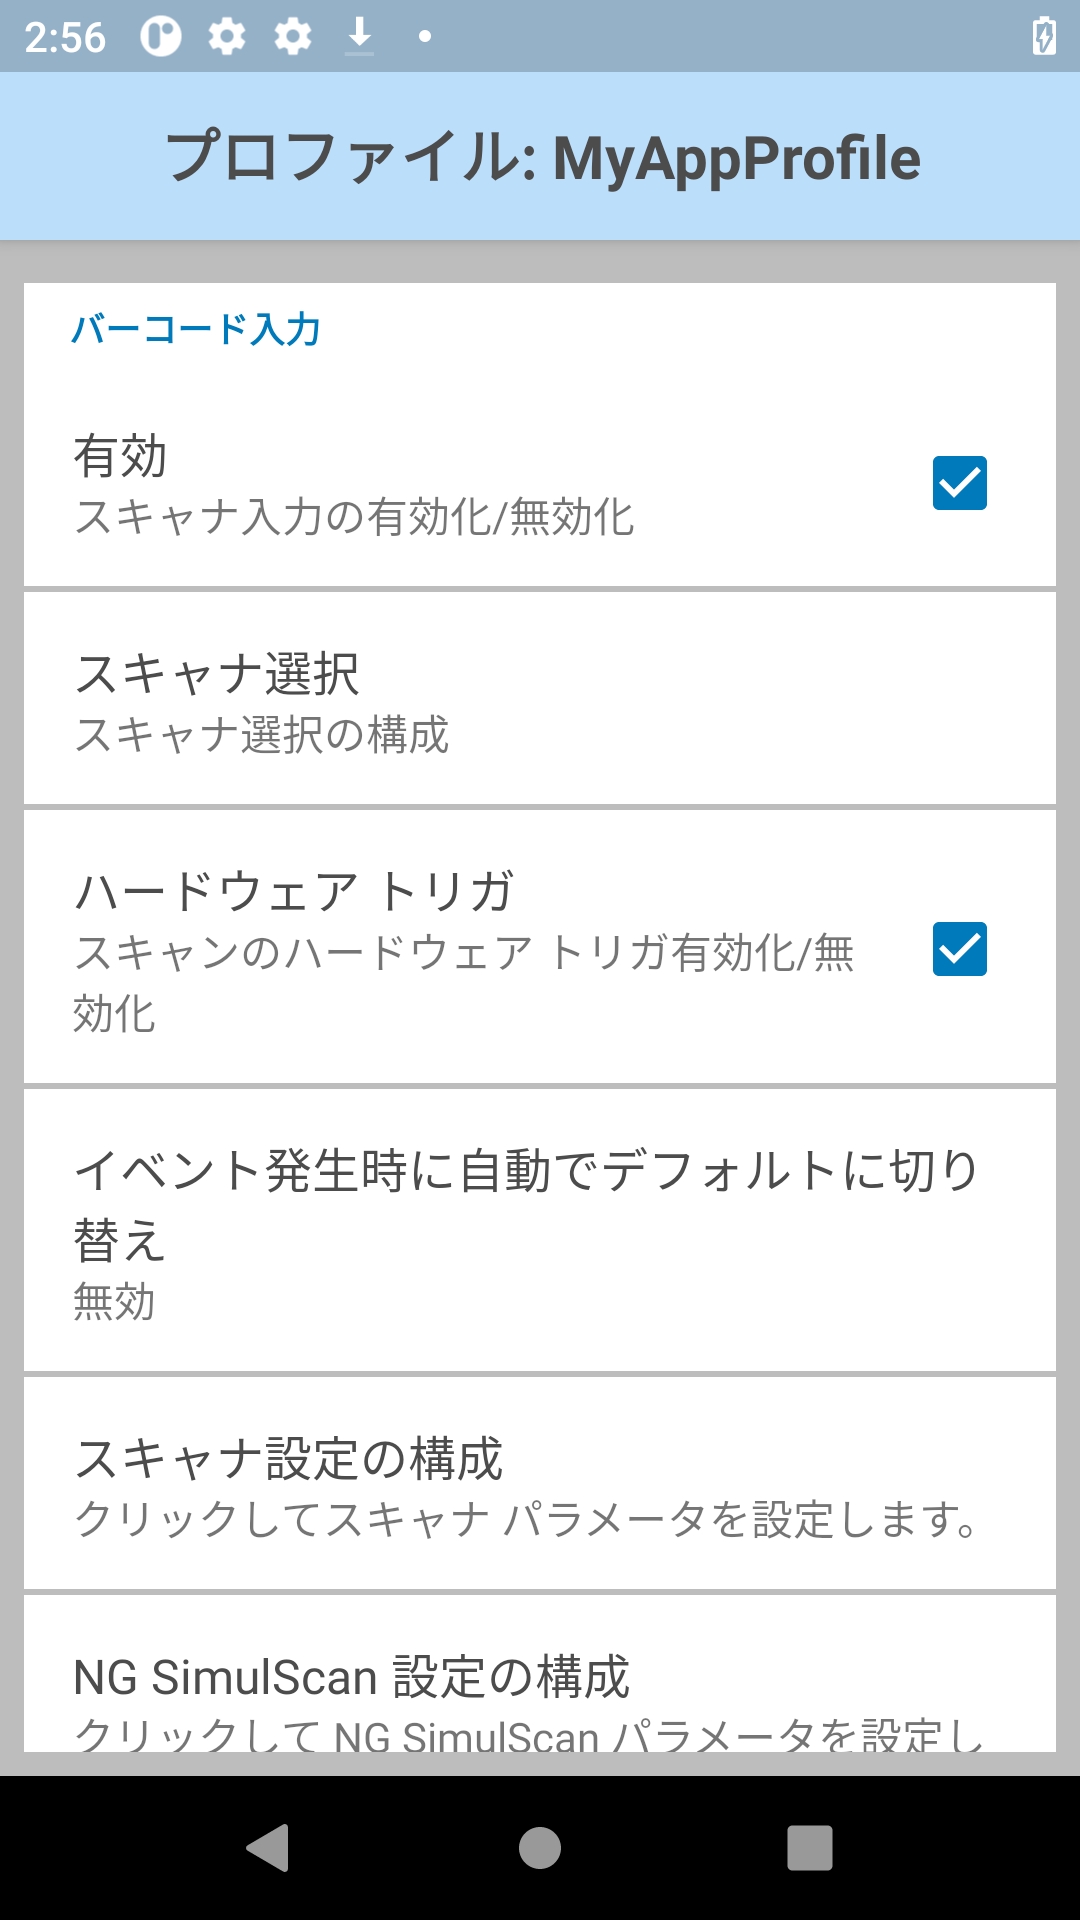 2:56
プロファイル: MyAppProfile
バーコード入力
有効
スキャナ入力の有効化/無効化
スキャナ選択
スキャナ選択の構成
ハードウェア トリガ
スキャンのハードウェア トリガ有効化/無
効化
イベント発生時に自動でデフォルトに切り
替え
無効
スキャナ設定の構成
クリックしてスキャナ パラメータを設定します。
NG SimulScan 設定の構成
クリックして NG SimulScan パラメータを設定し